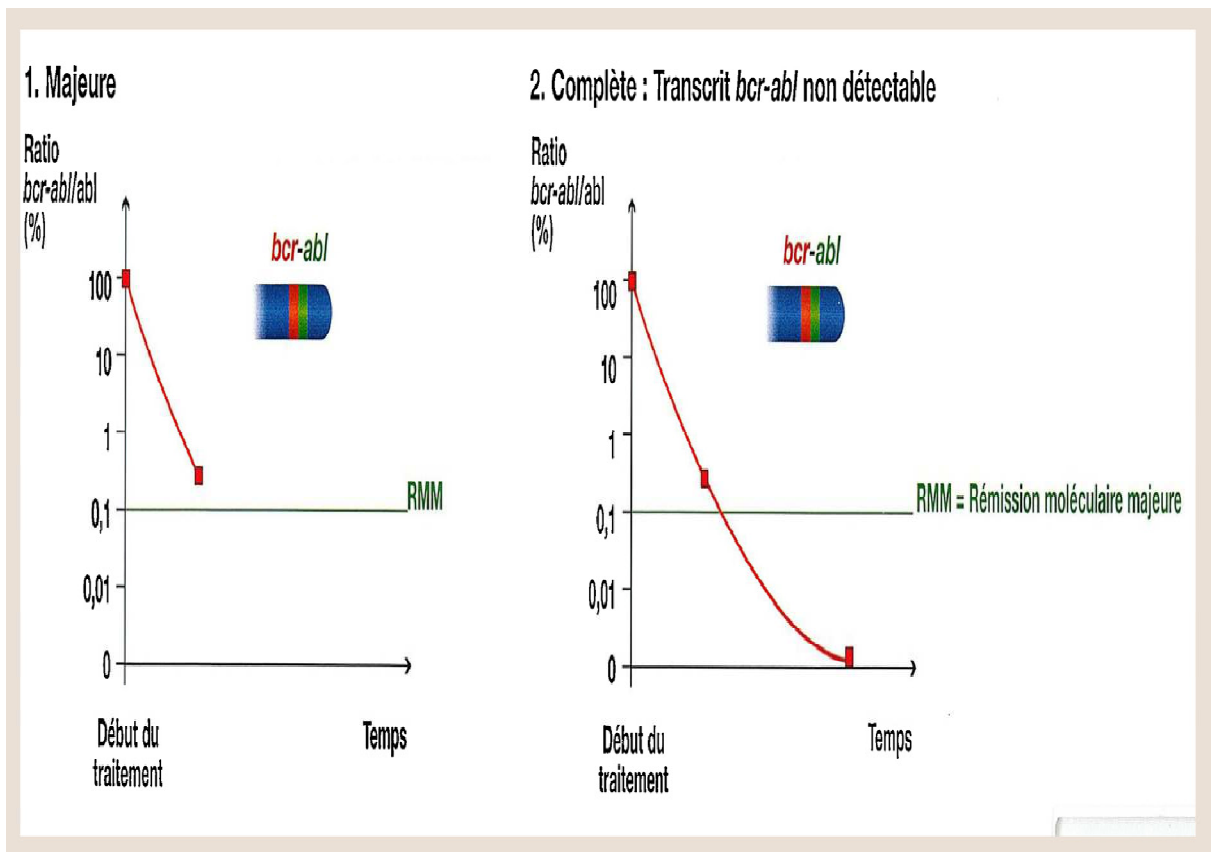 1. Majeure
Ratio
bcr-abl/abl
(%)
bcr-abl
100
10
1
0,1
0,01
0
RMM
Début du
traitement
Temps
2. Complète : Transcrit bcr-abl non détectable
Ratio
bcr-abl/abl
(%)
bcr-abl
100
10
1
0,1
0,01
0
RMM = Rémission moléculaire majeure
Début du
traitement
Temps